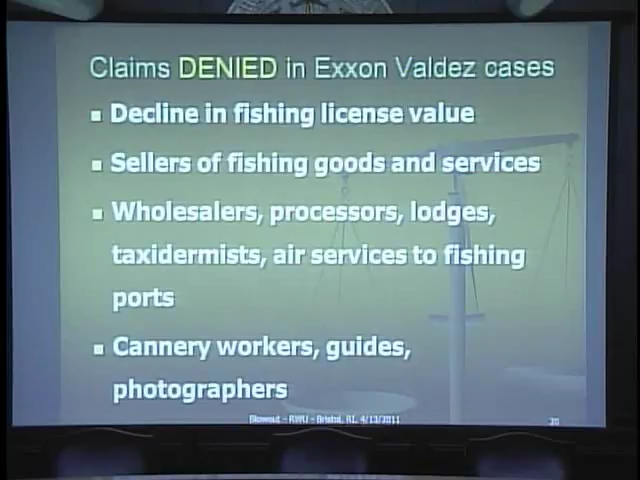 Claims DENIED in Exxon Valdez cases
▪ Decline in fishing license value
▪ Sellers of fishing goods and services
▪ Wholesalers, processors, lodges,
taxidermists, air services to fishing
ports
▪ Cannery workers, guides,
photographers
Blowout - RWU - Bristol, RI, 4/13/2011